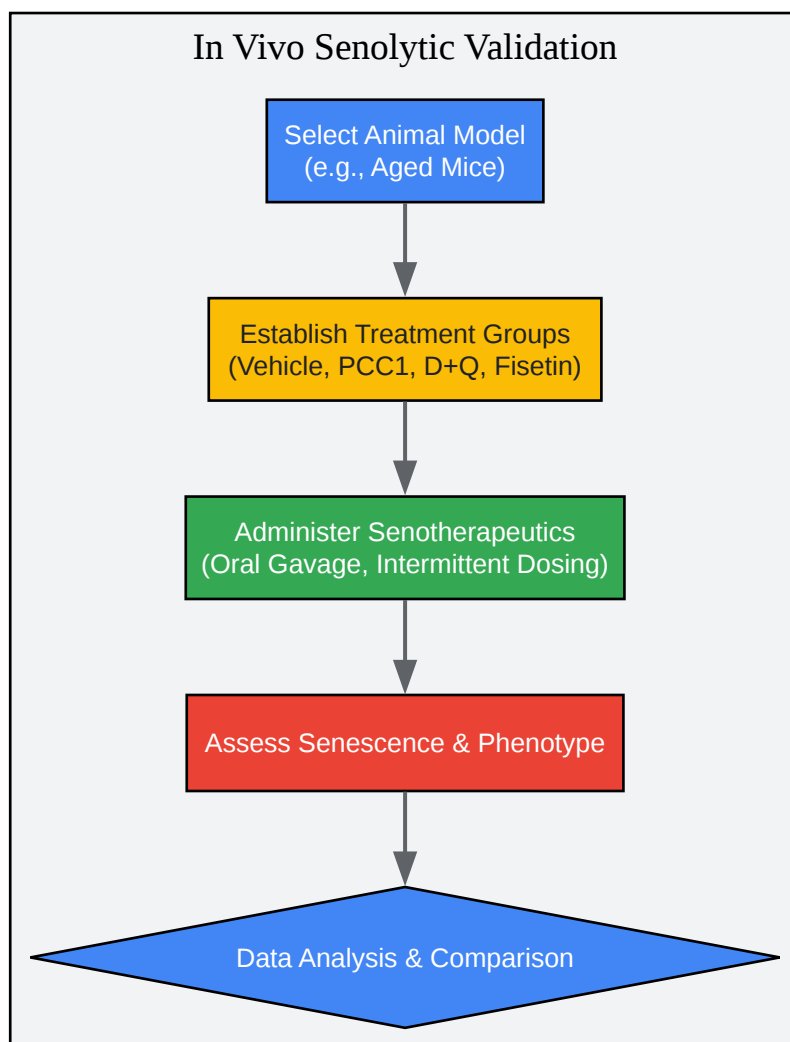 In Vivo Senolytic Validation
Select Animal Model
(e.g., Aged Mice)
Establish Treatment Groups
(Vehicle, PCC1, D+Q, Fisetin)
Administer Senotherapeutics
(Oral Gavage, Intermittent Dosing)
Assess Senescence & Phenotype
Data Analysis & Comparison